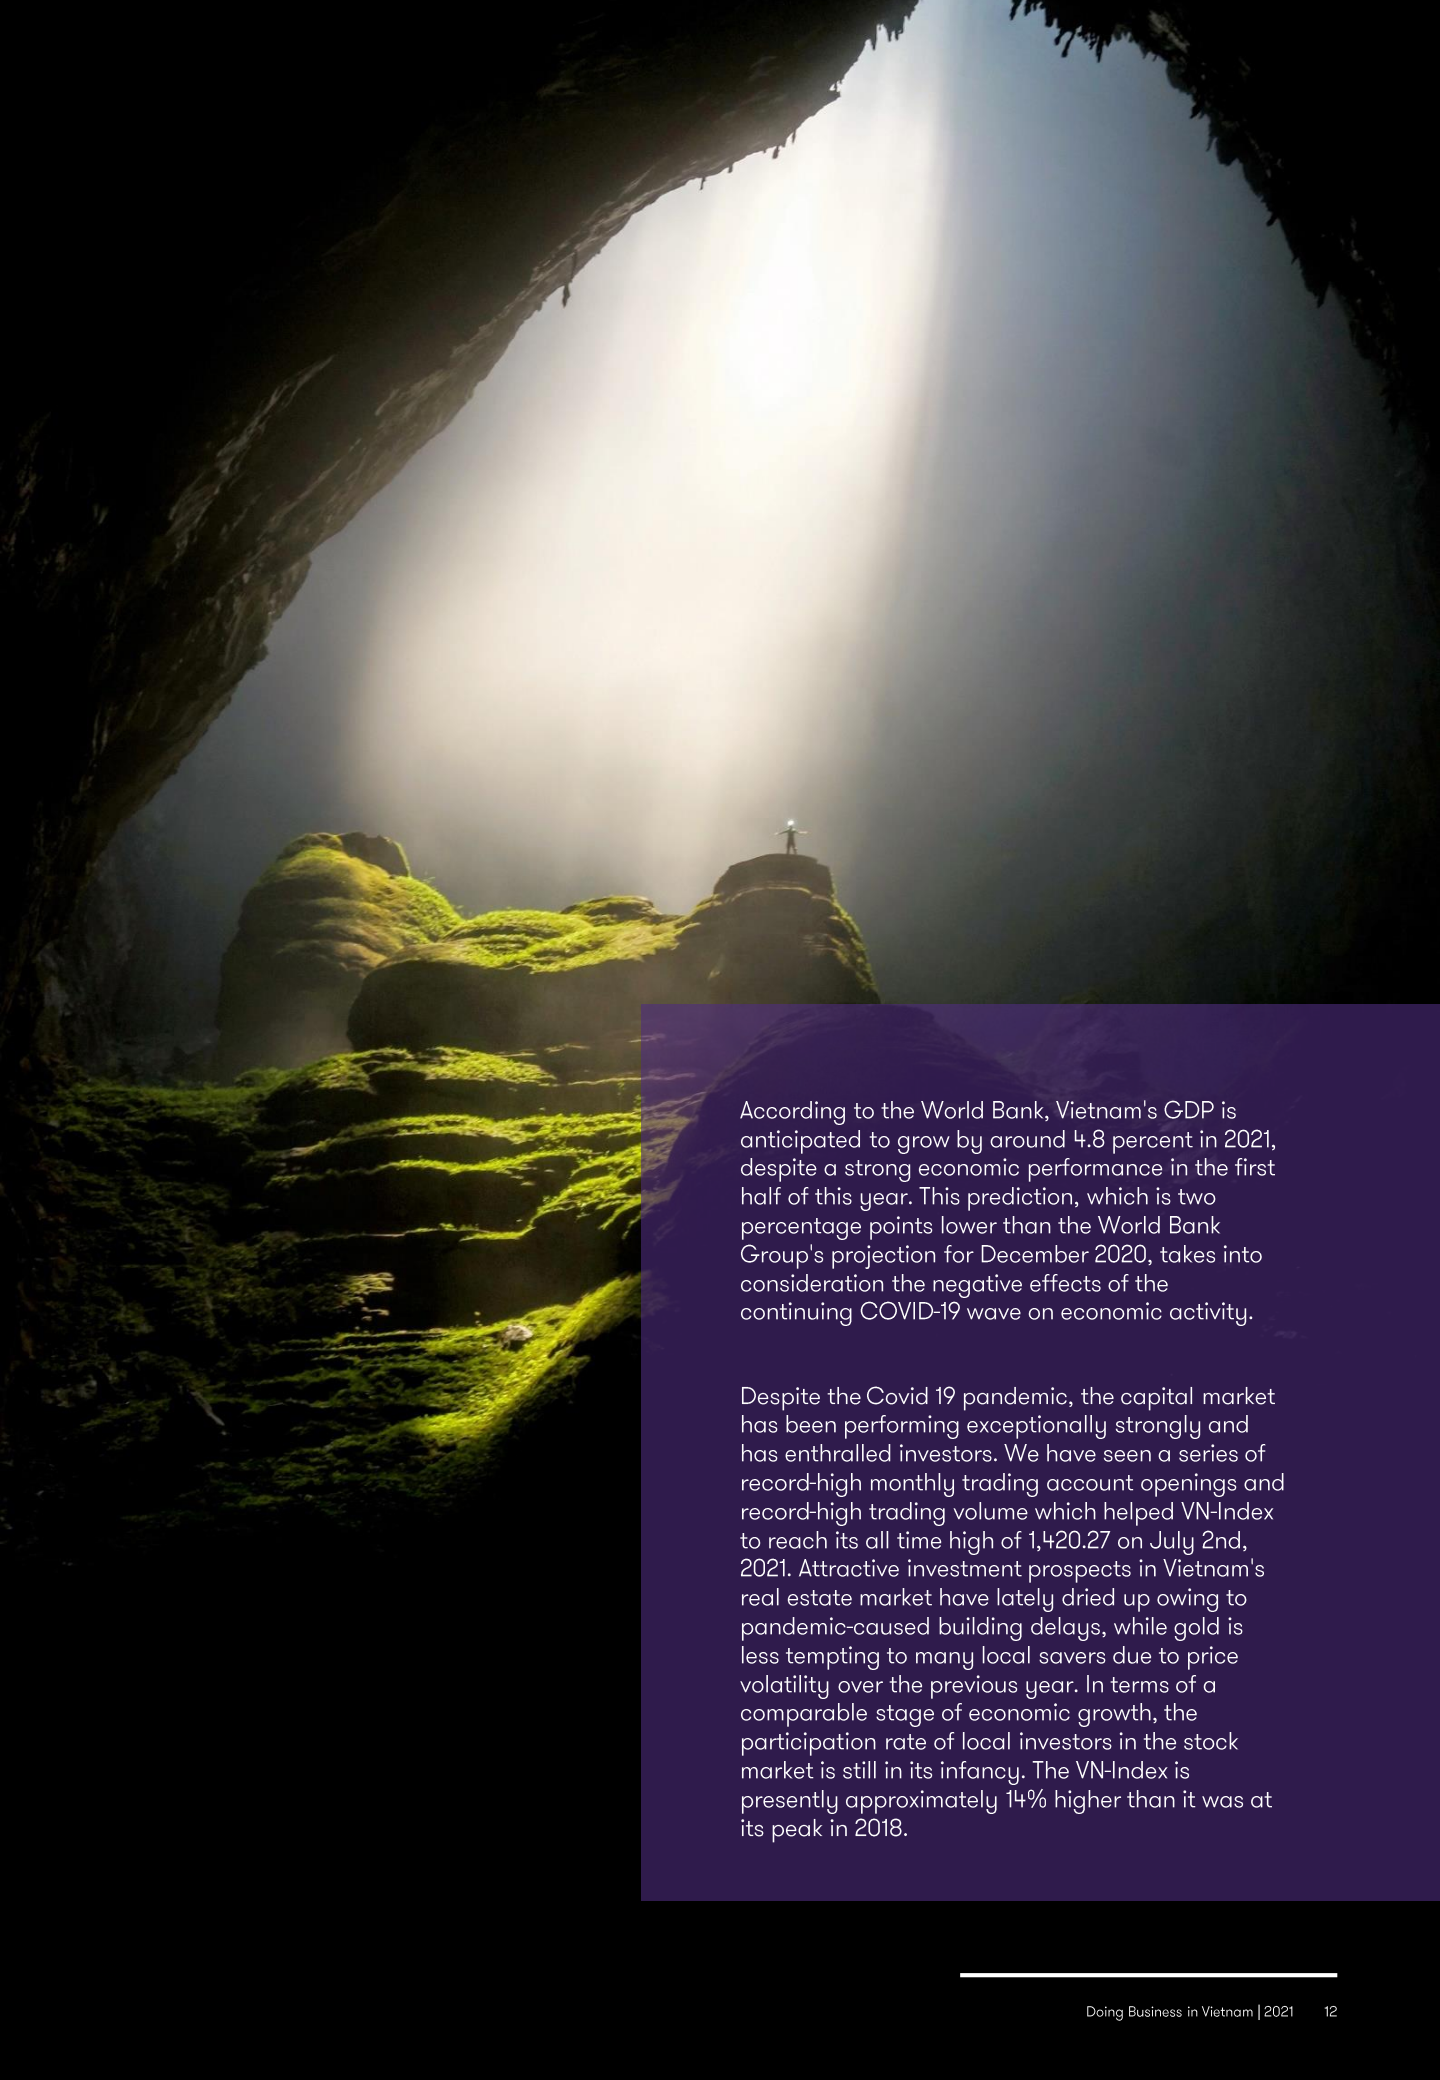 According to the World Bank, Vietnam's GDP is
anticipated to grow by around 4.8 percent in 2021,
despite a strong economic performance in the first
half of this year. This prediction, which is two
percentage points lower than the World Bank
Group's projection for December 2020, takes into
consideration the negative effects of the
continuing COVID-19 wave on economic activity.
Despite the Covid 19 pandemic, the capital market
has been performing exceptionally strongly and
has enthralled investors. We have seen a series of
record-high monthly trading account openings and
record-high trading volume which helped VN-Index
to reach its all time high of 1,420.27 on July 2nd,
2021. Attractive investment prospects in Vietnam's
real estate market have lately dried up owing to
pandemic-caused building delays, while gold is
less tempting to many local savers due to price
volatility over the previous year. In terms of a
comparable stage of economic growth, the
participation rate of local investors in the stock
market is still in its infancy. The VN-Index is
presently approximately 14% higher than it was at
its peak in 2018.
Doing Business in Vietnam | 2021 12